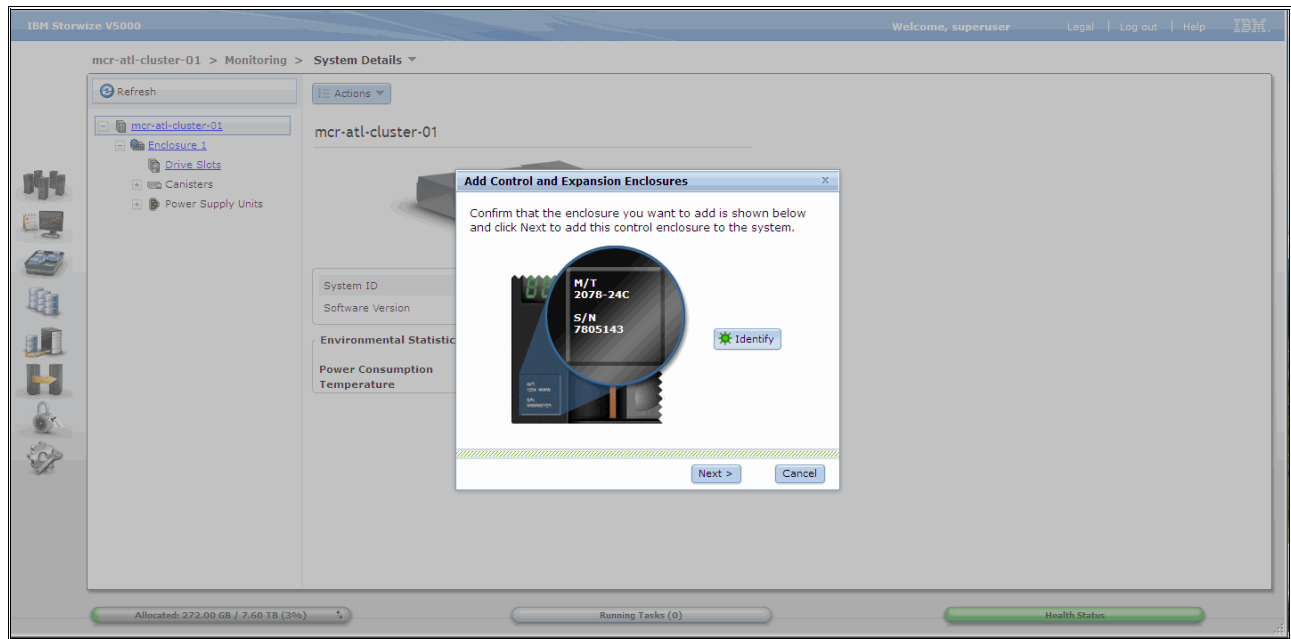 IBM Storwize V5000
Welcome, superuser Legal | Log out | Help IBM.
mcr-atl-cluster-01 > Monitoring > System Details
Refresh
Actions
mcr-atl-cluster-01
Enclosure 1
Drive Slots
Canisters
Power Supply Units
mcr-atl-cluster-01
System ID
Software Version
Environmental Statistic
Power Consumption
Temperature
Add Control and Expansion Enclosures x
Confirm that the enclosure you want to add is shown below
and click Next to add this control enclosure to the system.
M/T
2078-24C
S/N
7805143
M/T
S/N
Identify
Next >
Cancel
Allocated: 272.00 GB / 7.60 TB (3%)
Running Tasks (0)
Health Status